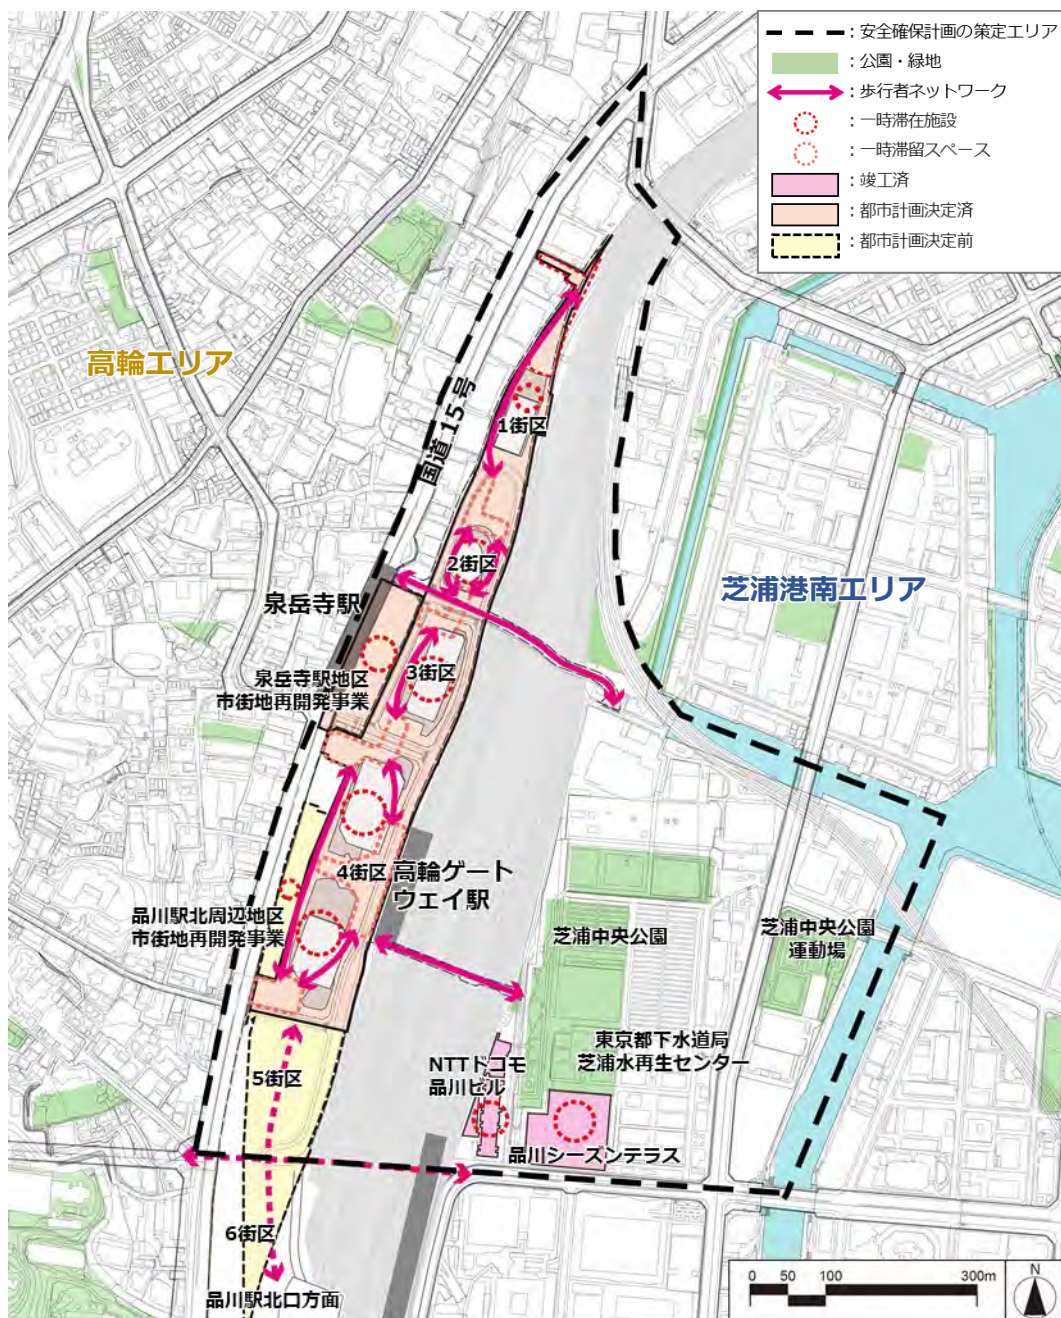 ：安全確保計画の策定エリア
：公園・緑地
：歩行者ネットワーク
：一時滞在施設
：一時滞留スペース
：竣工済
：都市計画決定済
：都市計画決定前
高輪エリア
国道 15 号
1街区
2街区
芝浦港南エリア
泉岳寺駅
3街区
泉岳寺駅地区
市街地再開発事業
4街区
高輪ゲート
ウェイ駅
品川駅北周辺地区
市街地再開発事業
芝浦中央公園
芝浦中央公園
運動場
東京都下水道局
芝浦水再生センター
NTTドコモ
品川ビル
5街区
品川シーズンテラス
6街区
品川駅北口方面
0 50 100 300m
N